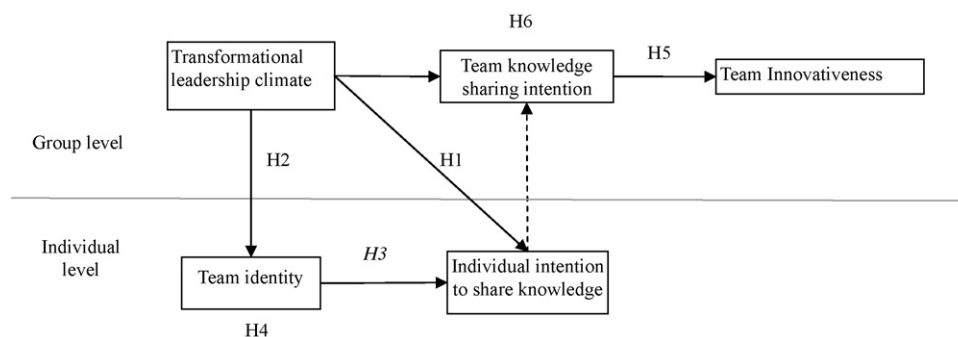 H6
Transformational
leadership climate
Team knowledge
sharing intention
H5
Team Innovativeness
Group level
H2
H1
Individual
level
Team identity
H3
Individual intention
to share knowledge
H4